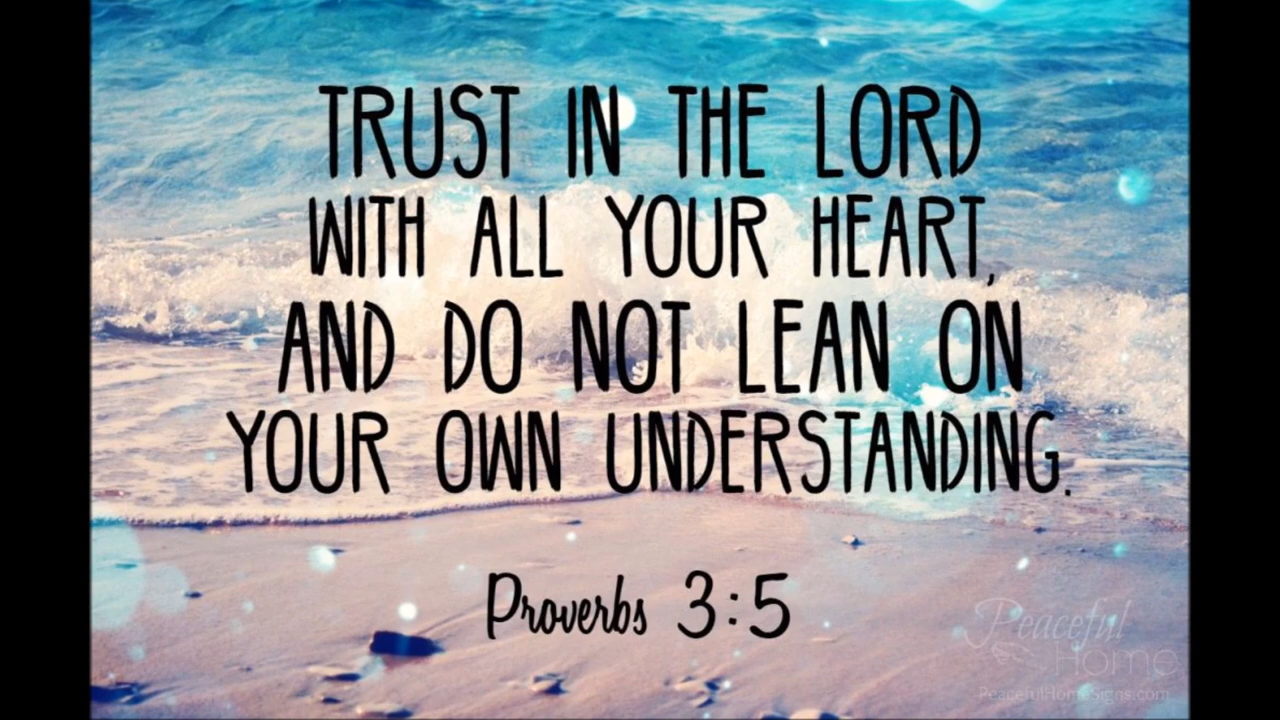 TRUST IN THE LORD
WITH ALL YOUR HEART,
AND DO NOT LEAN ON
YOUR OWN UNDERSTANDING.
Proverbs 3:5
Peaceful
Home
PeacefulHomeSigns.com